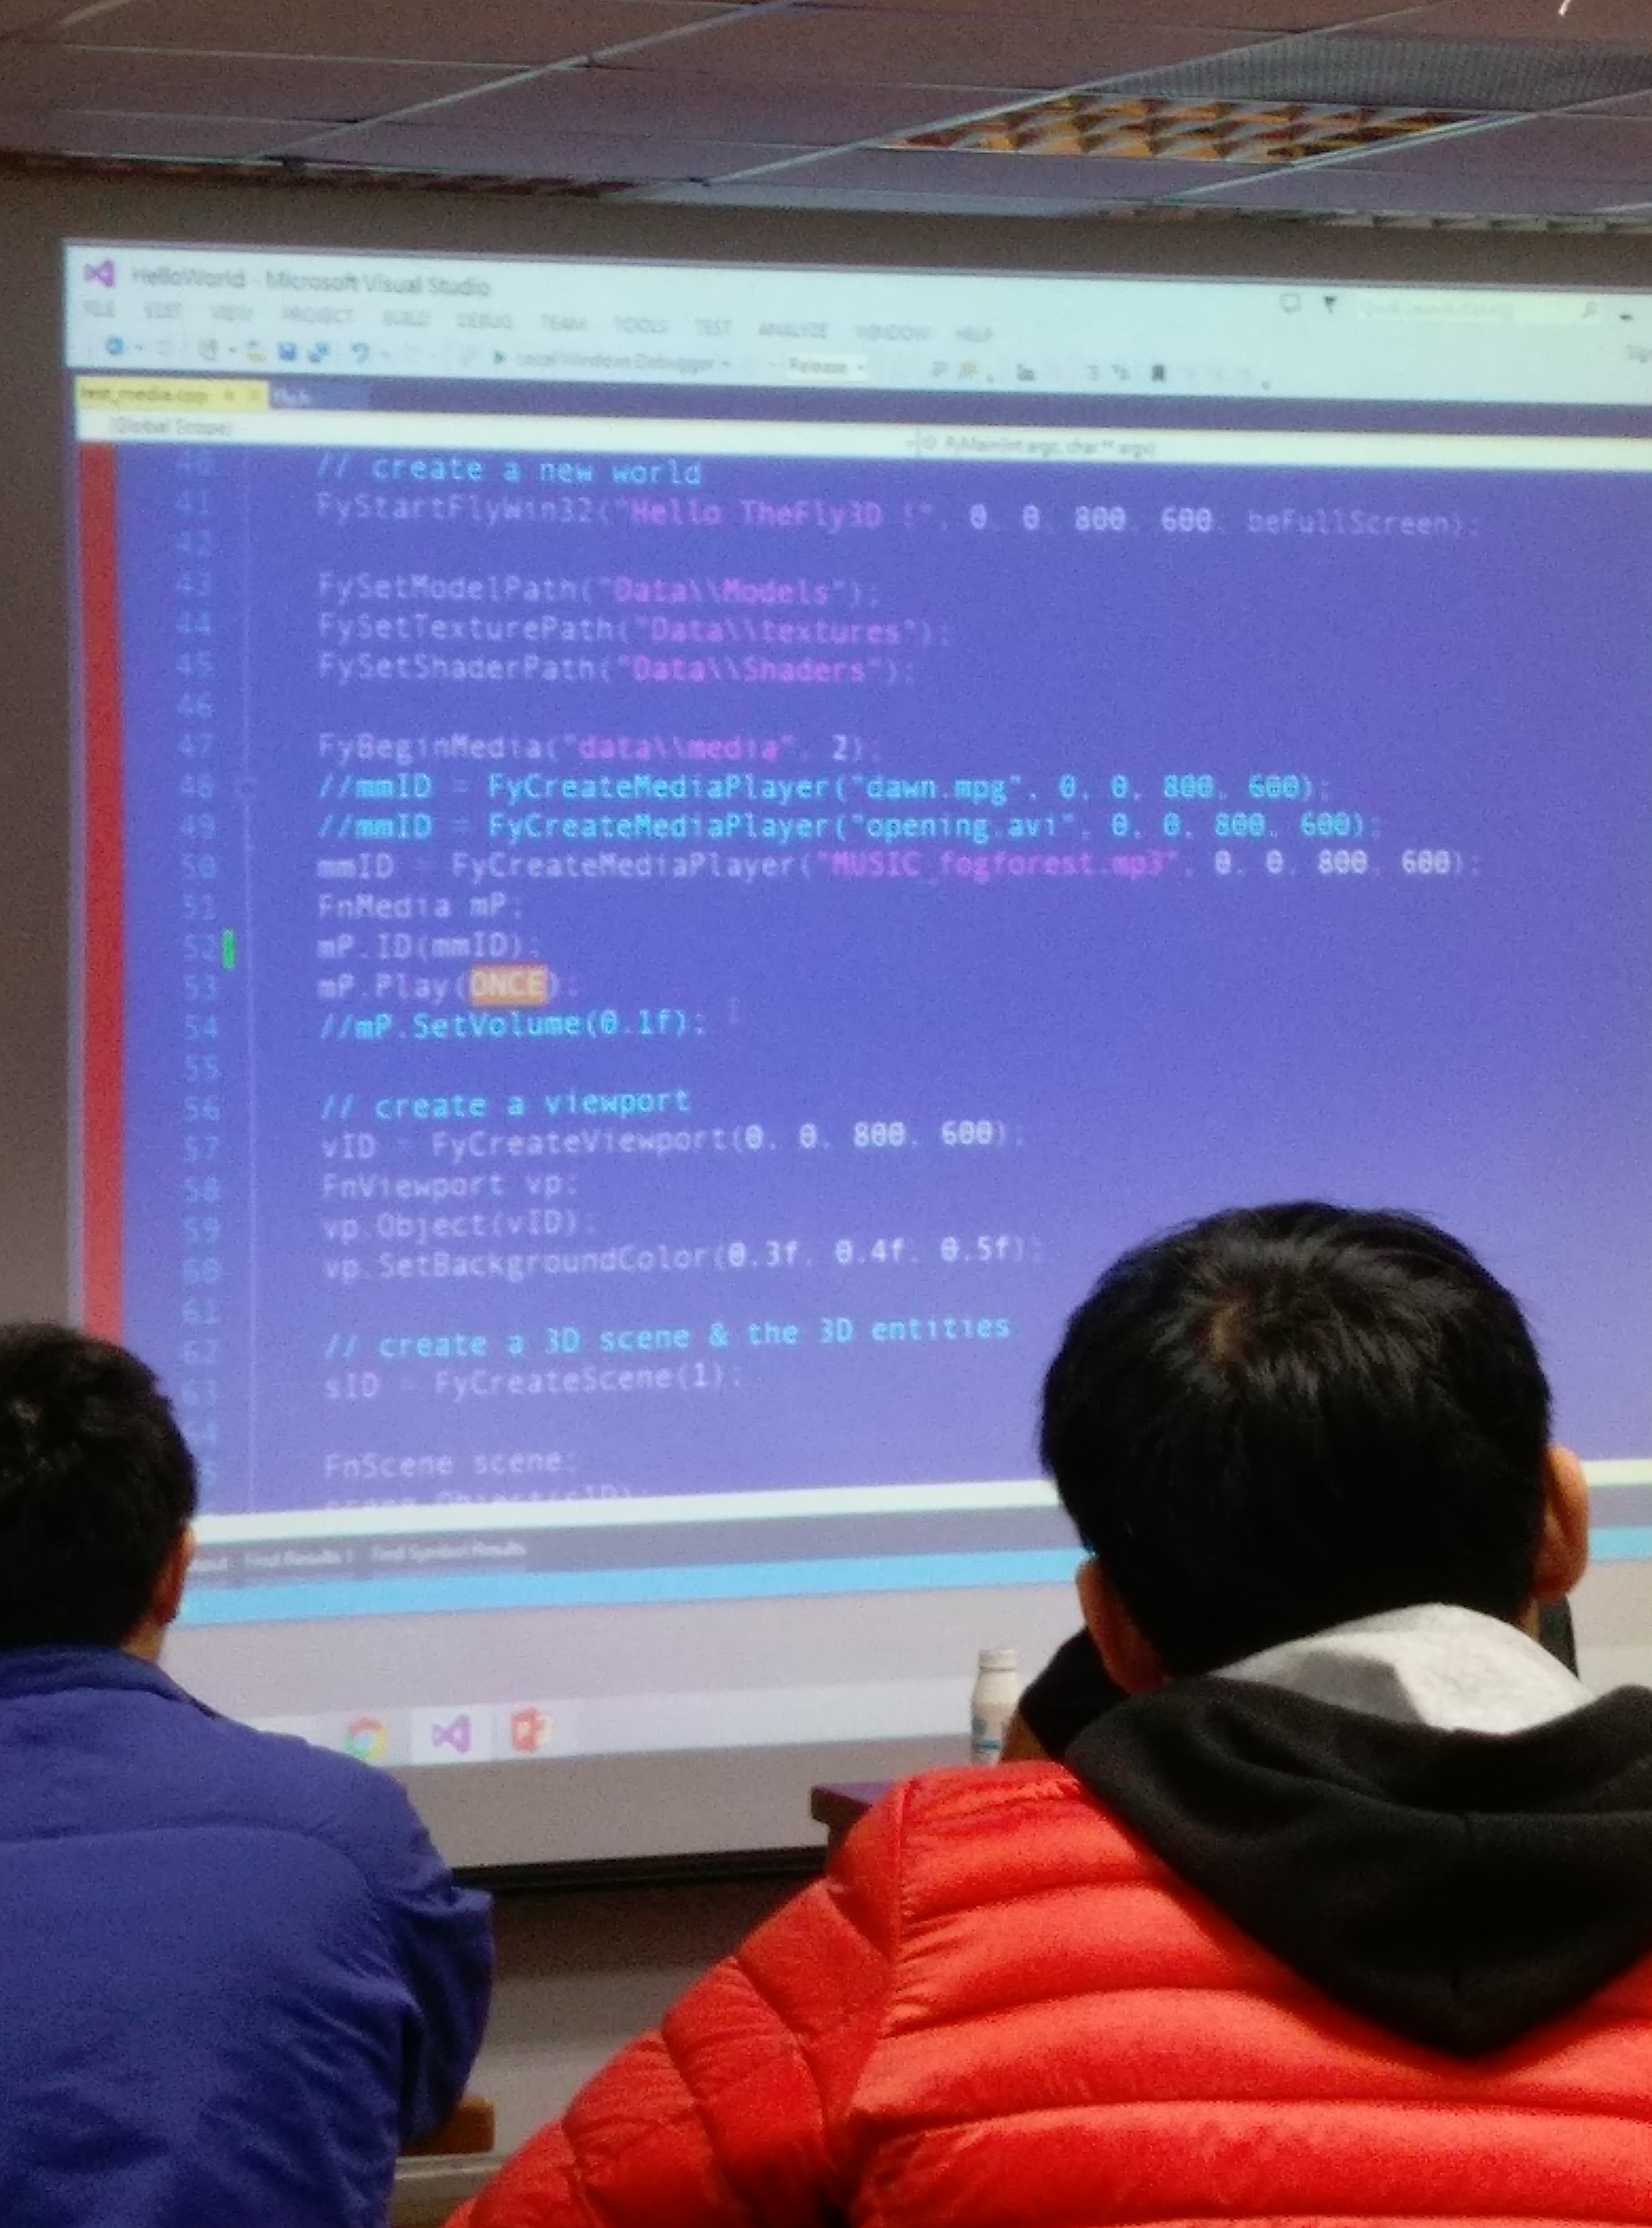 HelloWorld - Microsoft Visual Studio
FILE EDIT VIEW PROJECT BUILD DEBUG TEAM TOOLS TEST ANALYZE WINDOW HELP
Local Windows Debugger Release
test_media.cpp
(Global Scope) FyMain(int argc, char ** argv)
40 // create a new world
41 FyStartFlyWin32("Hello TheFly3D !", 0, 0, 800, 600, beFullScreen);
42
43 FySetModelPath("Data\\Models");
44 FySetTexturePath("Data\\textures");
45 FySetShaderPath("Data\\Shaders");
46
47 FyBeginMedia("data\\media", 2);
48 //mmID = FyCreateMediaPlayer("dawn.mpg", 0, 0, 800, 600);
49 //mmID = FyCreateMediaPlayer("opening.avi", 0, 0, 800, 600);
50 mmID = FyCreateMediaPlayer("MUSIC_fogforest.mp3", 0, 0, 800, 600);
51 FnMedia mP;
52 mP.ID(mmID);
53 mP.Play(ONCE);
54 //mP.SetVolume(0.1f);
55
56 // create a viewport
57 vID = FyCreateViewport(0, 0, 800, 600);
58 FnViewport vp;
59 vp.Object(vID);
60 vp.SetBackgroundColor(0.3f, 0.4f, 0.5f);
61
62 // create a 3D scene & the 3D entities
63 sID = FyCreateScene(1);
FnScene scene;
scene.Object(sID);
Find Results 1 Find Symbol Results